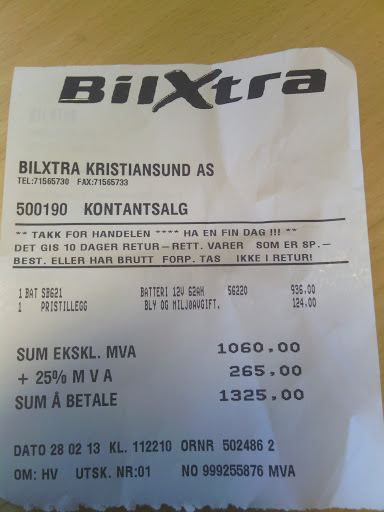 BilXtra
BILXTRA KRISTIANSUND AS
TEL:71565730 FAX:71565733
500190 KONTANTSALG
** TAKK FOR HANDELEN **** HA EN FIN DAG !!! **
DET GIS 10 DAGER RETUR-RETT. VARER SOM ER SP.-
BEST. ELLER HAR BRUTT FORP. TAS IKKE I RETUR!
1 BAT SB621 BATTERI 12V 62AH 56220 936.00
1 PRISTILLEGG BLY OG MILJØAVGIFT. 124.00
SUM EKSKL. MVA 1060,00
+ 25% M V A 265,00
SUM Å BETALE 1325,00
DATO 28 02 13 KL. 112210 ORNR 502486 2
OM: HV UTSK. NR:01 NO 999255876 MVA